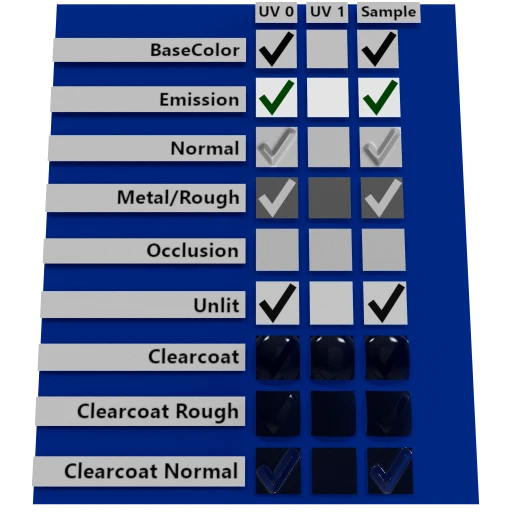 UV 0 UV 1 Sample
BaseColor
Emission
Normal
Metal/Rough
Occlusion
Unlit
Clearcoat
Clearcoat Rough
Clearcoat Normal